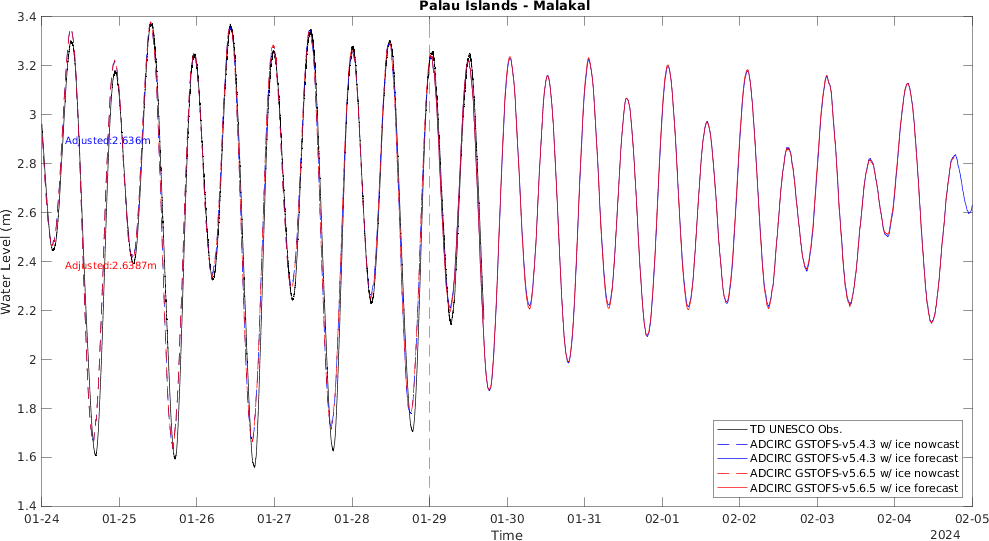 Palau Islands - Malakal
3.4
3.2
3
2.8
2.6
2.4
2.2
2
1.8
1.6
1.4
Water Level (m)
Adjusted:2.636m
Adjusted:2.6387m
TD UNESCO Obs.
ADCIRC GSTOFS-v5.4.3 w/ ice nowcast
ADCIRC GSTOFS-v5.4.3 w/ ice forecast
ADCIRC GSTOFS-v5.6.5 w/ ice nowcast
ADCIRC GSTOFS-v5.6.5 w/ ice forecast
01-24 01-25 01-26 01-27 01-28 01-29 01-30 01-31 02-01 02-02 02-03 02-04 02-05
Time
2024